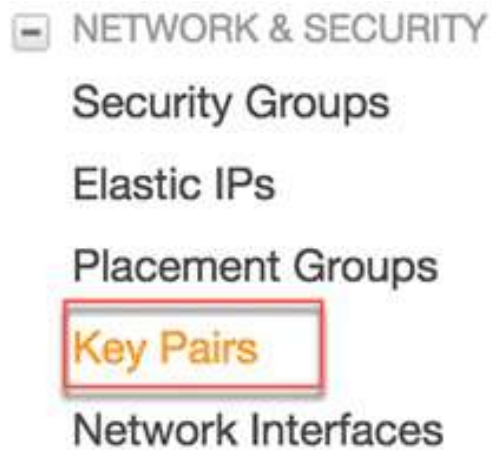 NETWORK & SECURITY
Security Groups
Elastic IPs
Placement Groups
Key Pairs
Network Interfaces